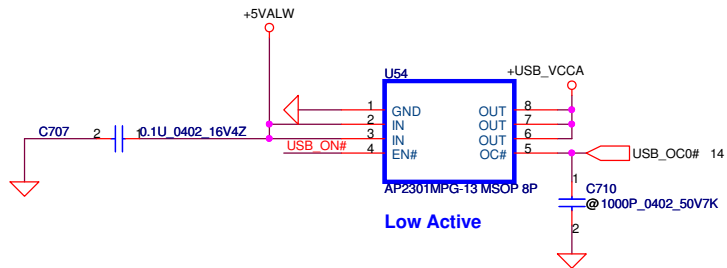 +5VALW
U54
+USB_VCCA
1 GND OUT 8
2 IN OUT 7
3 IN OUT 6
4 EN# OC# 5
C707 2 1 0.1U_0402_16V4Z
USB_ON#
USB_OC0# 14
AP2301MPG-13 MSOP 8P
1 C710
@ 1000P_0402_50V7K
2
Low Active